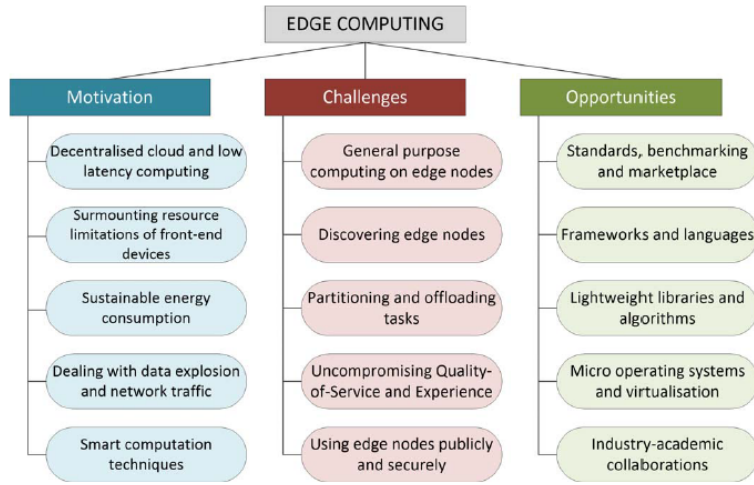 EDGE COMPUTING
Motivation
Decentralised cloud and low
latency computing
Surmounting resource
limitations of front-end
devices
Sustainable energy
consumption
Dealing with data explosion
and network traffic
Smart computation
techniques
Challenges
General purpose
computing on edge nodes
Discovering edge nodes
Partitioning and offloading
tasks
Uncompromising Quality-
of-Service and Experience
Using edge nodes publicly
and securely
Opportunities
Standards, benchmarking
and marketplace
Frameworks and languages
Lightweight libraries and
algorithms
Micro operating systems
and virtualisation
Industry-academic
collaborations